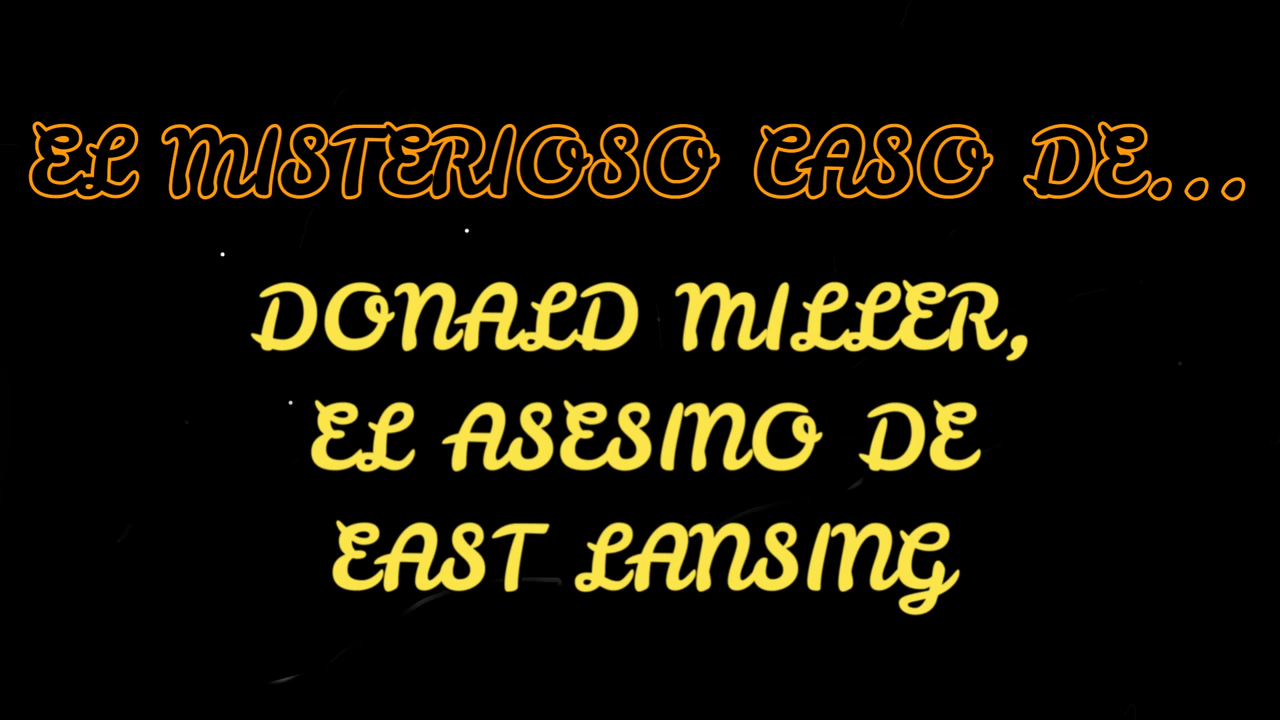 EL MISTERIOSO CASO DE...
DONALD MILLER,
EL ASESINO DE
EAST LANSING